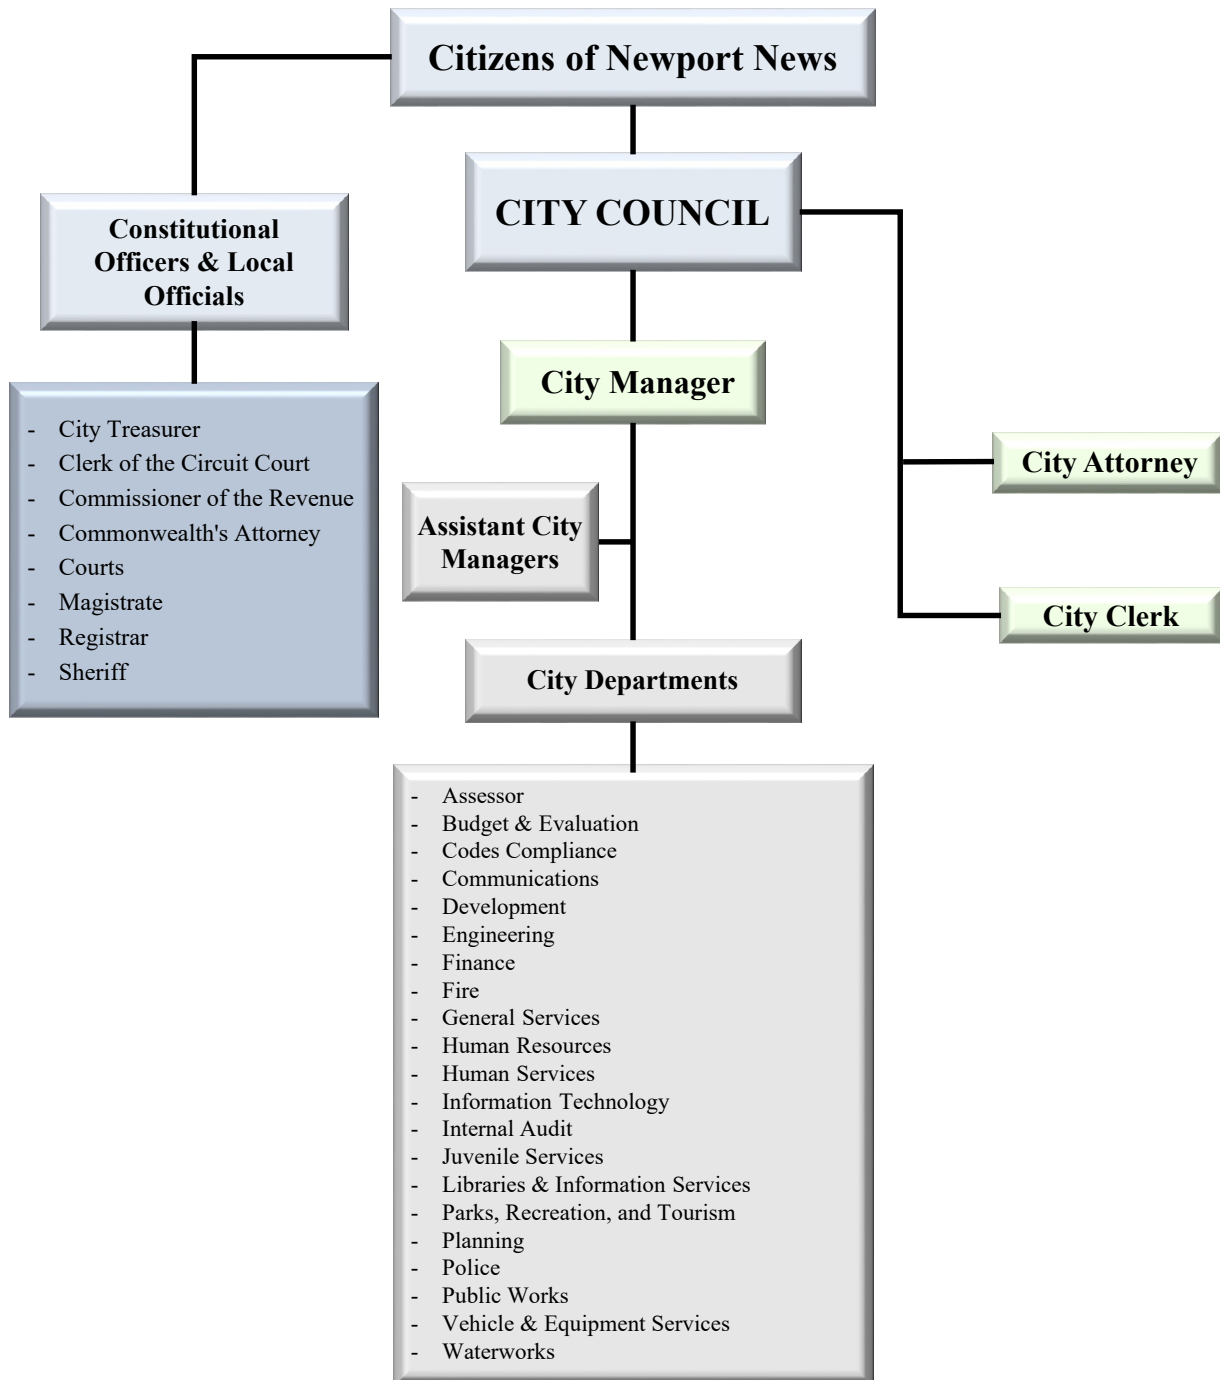 Citizens of Newport News
CITY COUNCIL
Constitutional
Officers & Local
Officials
City Manager
- City Treasurer
- Clerk of the Circuit Court
- Commissioner of the Revenue
- Commonwealth's Attorney
- Courts
- Magistrate
- Registrar
- Sheriff
City Attorney
Assistant City
Managers
City Clerk
City Departments
- Assessor
- Budget & Evaluation
- Codes Compliance
- Communications
- Development
- Engineering
- Finance
- Fire
- General Services
- Human Resources
- Human Services
- Information Technology
- Internal Audit
- Juvenile Services
- Libraries & Information Services
- Parks, Recreation, and Tourism
- Planning
- Police
- Public Works
- Vehicle & Equipment Services
- Waterworks